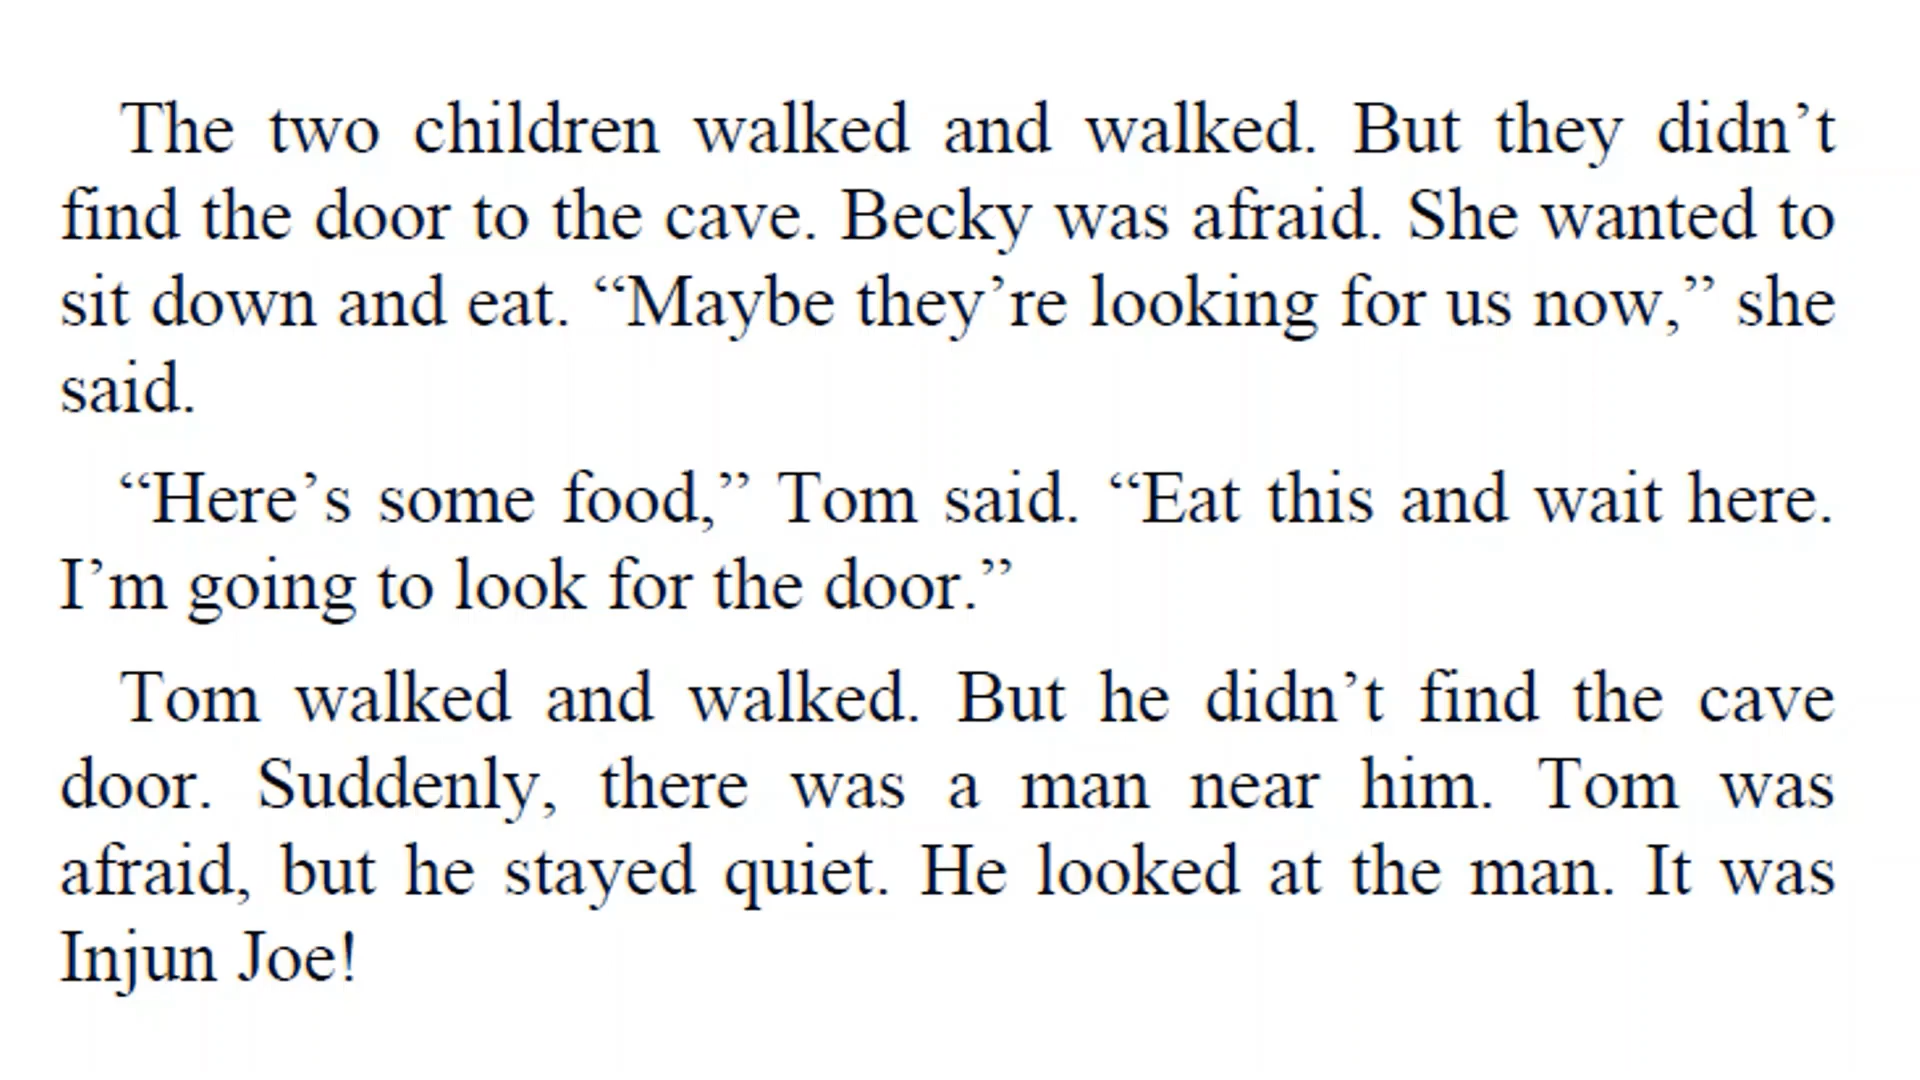 The two children walked and walked. But they didn’t
find the door to the cave. Becky was afraid. She wanted to
sit down and eat. “Maybe they’re looking for us now,” she
said.
“Here’s some food,” Tom said. “Eat this and wait here.
I’m going to look for the door.”
Tom walked and walked. But he didn’t find the cave
door. Suddenly, there was a man near him. Tom was
afraid, but he stayed quiet. He looked at the man. It was
Injun Joe!